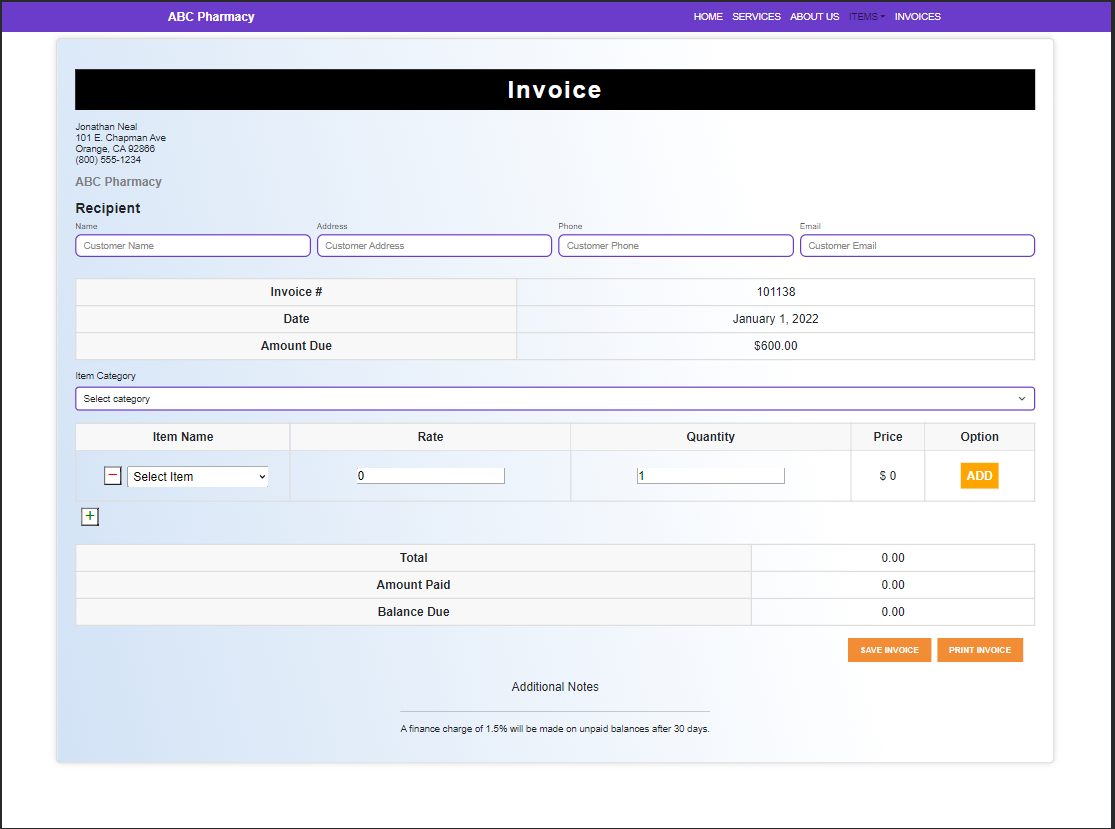 ABC Pharmacy HOME SERVICES ABOUT US ITEMS INVOICES
Invoice
Jonathan Neal
101 E. Chapman Ave
Orange, CA 92866
(800) 555-1234
ABC Pharmacy
Recipient
Name Address Phone Email
Customer Name Customer Address Customer Phone Customer Email
Invoice # 101138
Date January 1, 2022
Amount Due $600.00
Item Category
Select category
Item Name Rate Quantity Price Option
− Select Item 0 1 $ 0 ADD
+
Total 0.00
Amount Paid 0.00
Balance Due 0.00
SAVE INVOICE PRINT INVOICE
Additional Notes
A finance charge of 1.5% will be made on unpaid balances after 30 days.